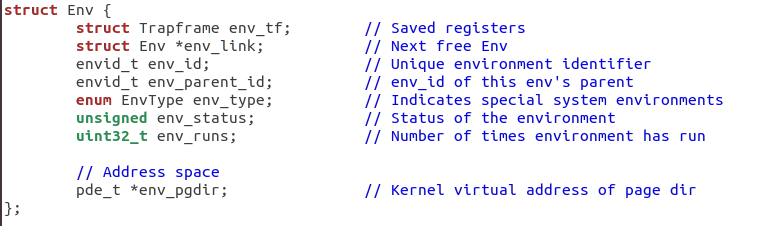 struct Env {
        struct Trapframe env_tf;        // Saved registers
        struct Env *env_link;           // Next free Env
        envid_t env_id;                 // Unique environment identifier
        envid_t env_parent_id;          // env_id of this env's parent
        enum EnvType env_type;          // Indicates special system environments
        unsigned env_status;            // Status of the environment
        uint32_t env_runs;              // Number of times environment has run

        // Address space
        pde_t *env_pgdir;               // Kernel virtual address of page dir
};